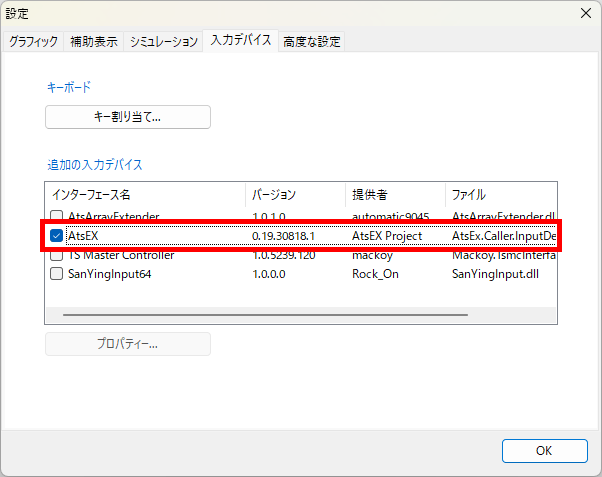 設定
グラフィック 補助表示 シミュレーション 入力デバイス 高度な設定
キーボード
キー割り当て...
追加の入力デバイス
インターフェース名 バージョン 提供者 ファイル
AtsArrayExtender 1.0.1.0 automatic9045 AtsArrayExtender.dl
AtsEX 0.19.30818.1 AtsEX Project AtsEx.Caller.InputDe
TS Master Controller 1.0.5239.120 mackoy Mackoy.TsmcInterfa
SanYingInput64 1.0.0.0 Rock_On SanYingInput.dll
プロパティー...
OK